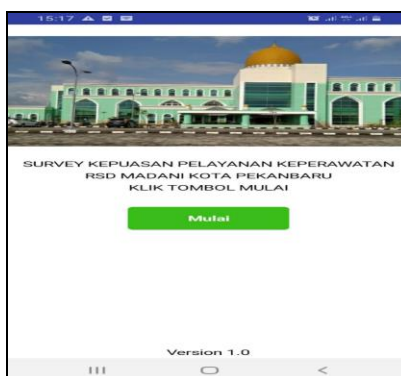 15:17
SURVEY KEPUASAN PELAYANAN KEPERAWATAN
RSD MADANI KOTA PEKANBARU
KLIK TOMBOL MULAI
Mulai
Version 1.0